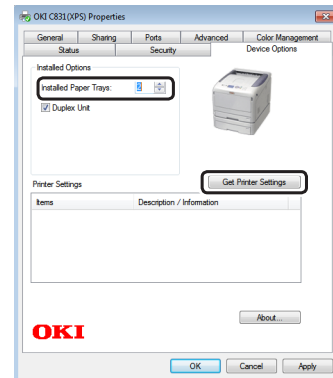 OKI C831(XPS) Properties
General Sharing Ports Advanced Color Management
Status Security Device Options
Installed Options
Installed Paper Trays: 2
Duplex Unit
Get Printer Settings
Printer Settings
Items Description / Information
About...
OKI
OK Cancel Apply